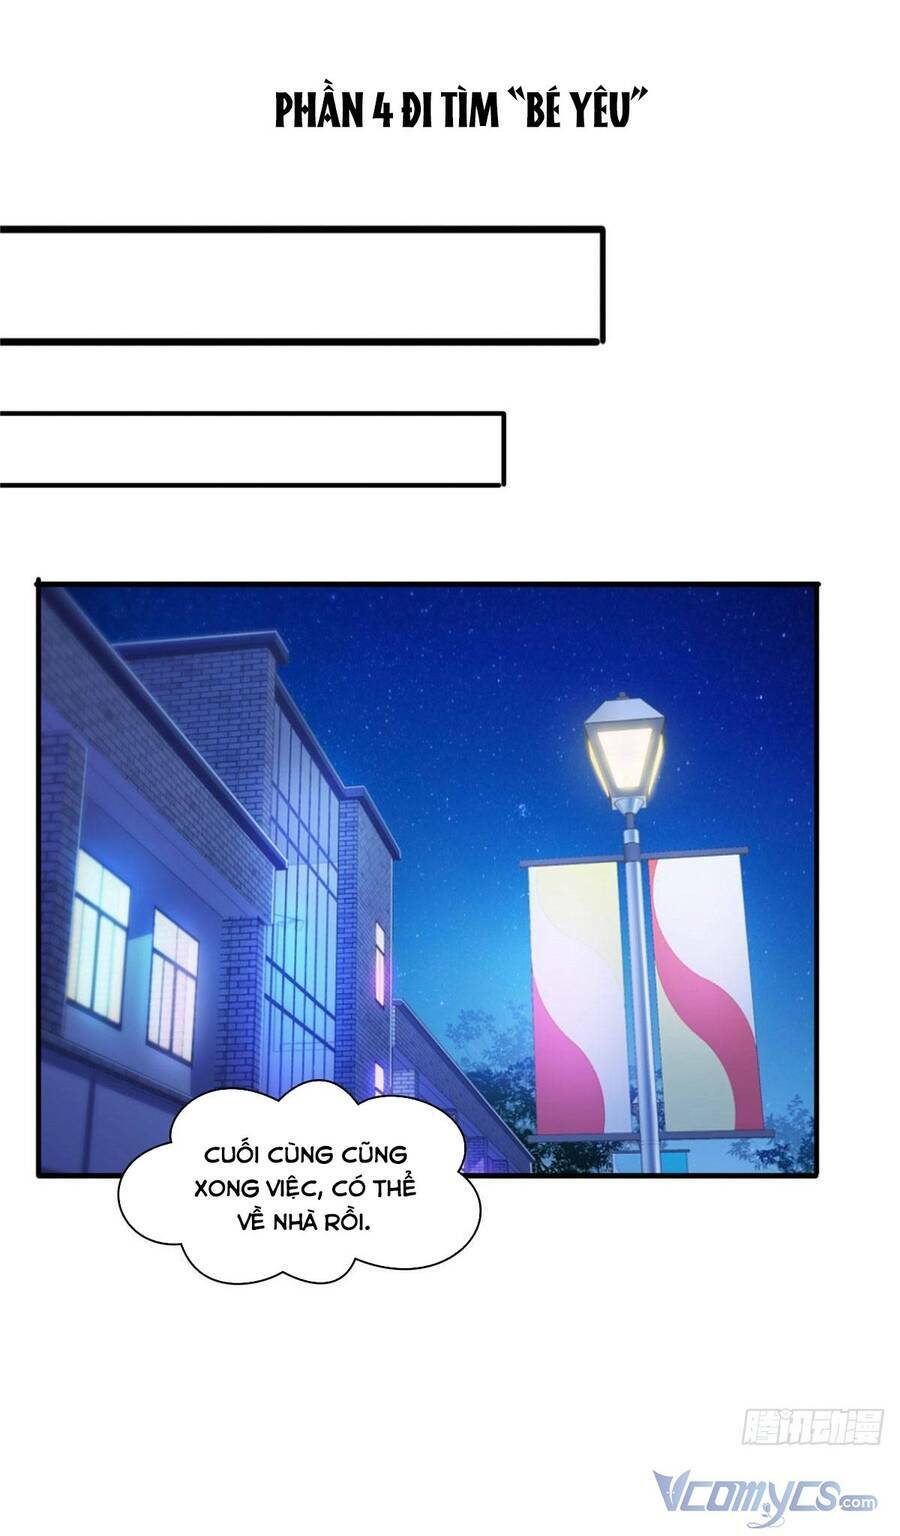 PHẦN 4 ĐI TÌM “BÉ YÊU”
CUỐI CÙNG CŨNG
XONG VIỆC, CÓ THỂ
VỀ NHÀ RỒI.
腾讯动漫
VCOMYCS.com